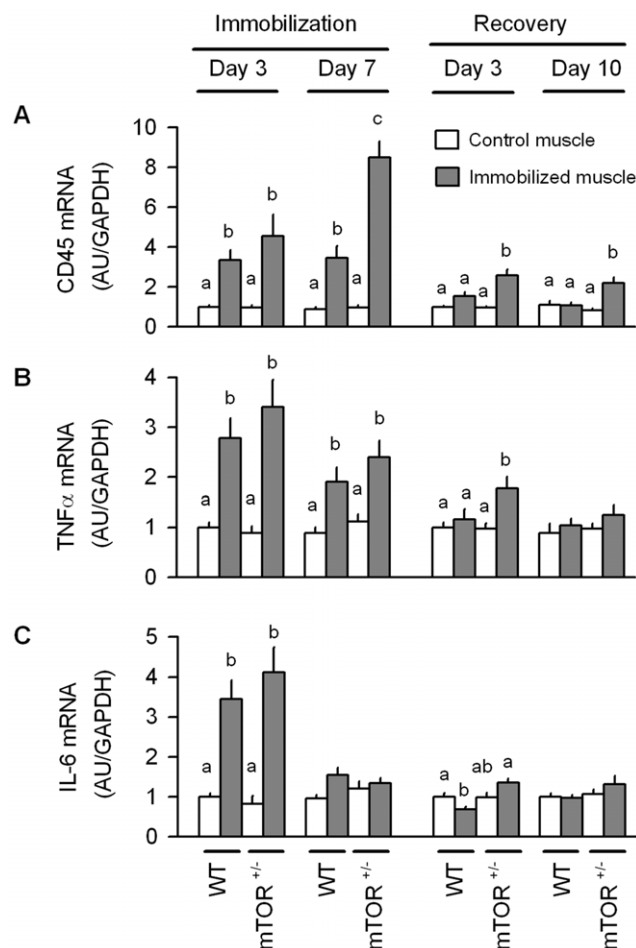 Immobilization Recovery
Day 3 Day 7 Day 3 Day 10
A
CD45 mRNA
(AU/GAPDH)
10
8
6
4
2
0
a b a b a b a c a a a b a a a b
Control muscle
Immobilized muscle
B
TNFα mRNA
(AU/GAPDH)
4
3
2
1
0
a b a b a b a b a a a b
C
IL-6 mRNA
(AU/GAPDH)
5
4
3
2
1
0
a b a b a b ab a
WT mTOR +/- WT mTOR +/- WT mTOR +/- WT mTOR +/-